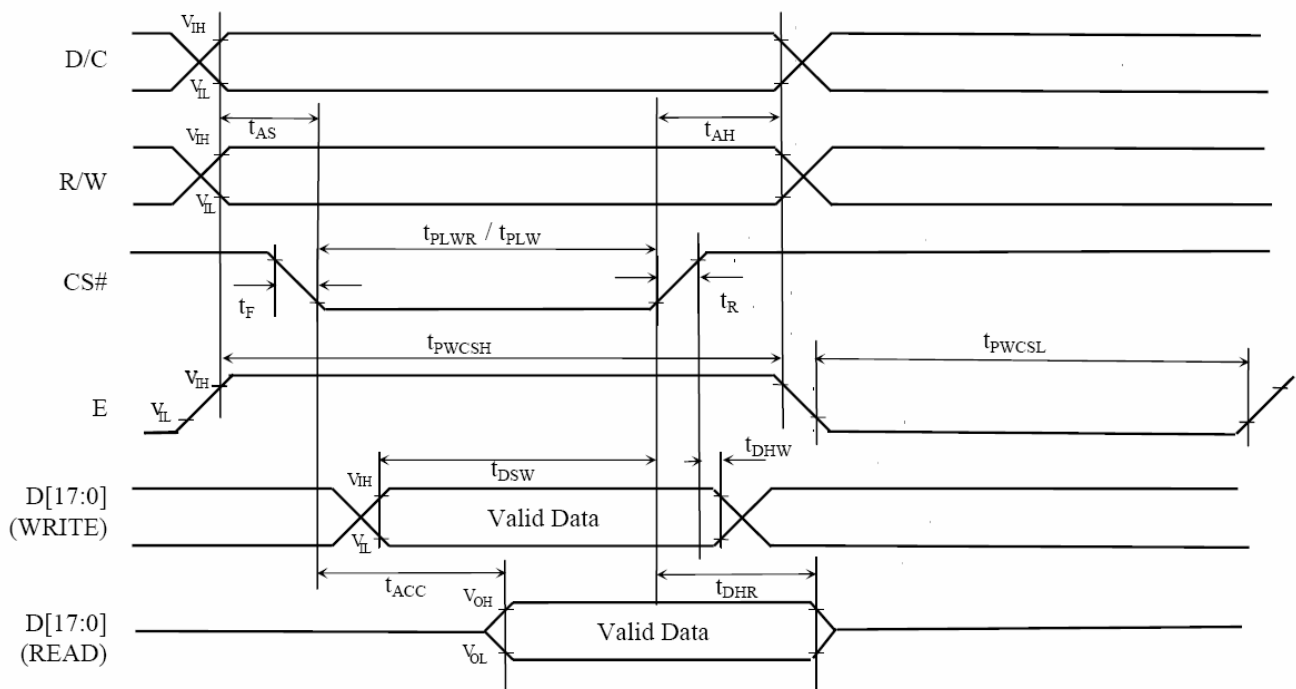 V_IH
D/C
V_IL
t_AS
t_AH
V_IH
R/W
V_IL
t_PLWR / t_PLW
CS#
t_F
t_R
t_PWCSH
t_PWCSL
V_IH
E
V_IL
t_DHW
t_DSW
V_IH
D[17:0]
(WRITE)
Valid Data
V_IL
t_ACC
t_DHR
V_OH
D[17:0]
(READ)
Valid Data
V_OL